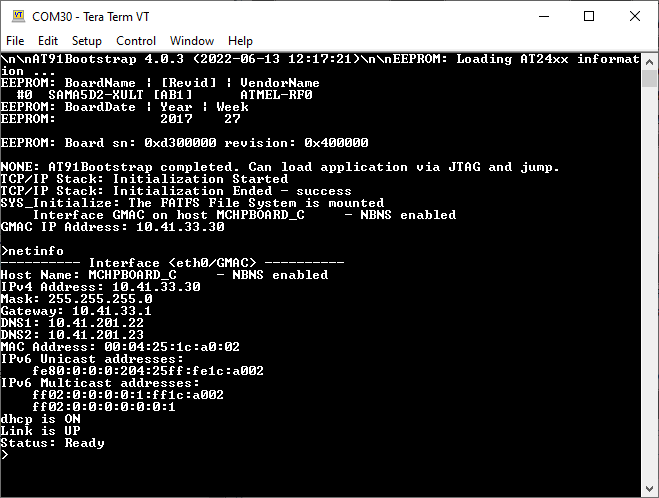 COM30 - Tera Term VT
File Edit Setup Control Window Help
\n\nAT91Bootstrap 4.0.3 (2022-06-13 12:17:21)\n\nEEPROM: Loading AT24xx informat
ion ...
EEPROM: BoardName | [Revid] | VendorName
#0 SAMA5D2-XULT [AB1] ATMEL-RF0
EEPROM: BoardDate | Year | Week
EEPROM: 2017 27
EEPROM: Board sn: 0xd300000 revision: 0x400000
NONE: AT91Bootstrap completed. Can load application via JTAG and jump.
TCP/IP Stack: Initialization Started
TCP/IP Stack: Initialization Ended - success
SYS_Initialize: The FATFS File System is mounted
Interface GMAC on host MCHPBOARD_C - NBNS enabled
GMAC IP Address: 10.41.33.30
>netinfo
---------- Interface <eth0/GMAC> ----------
Host Name: MCHPBOARD_C - NBNS enabled
IPv4 Address: 10.41.33.30
Mask: 255.255.255.0
Gateway: 10.41.33.1
DNS1: 10.41.201.22
DNS2: 10.41.201.23
MAC Address: 00:04:25:1c:a0:02
IPv6 Unicast addresses:
fe80:0:0:0:204:25ff:fe1c:a002
IPv6 Multicast addresses:
ff02:0:0:0:0:1:ff1c:a002
ff02:0:0:0:0:0:0:1
dhcp is ON
Link is UP
Status: Ready
>